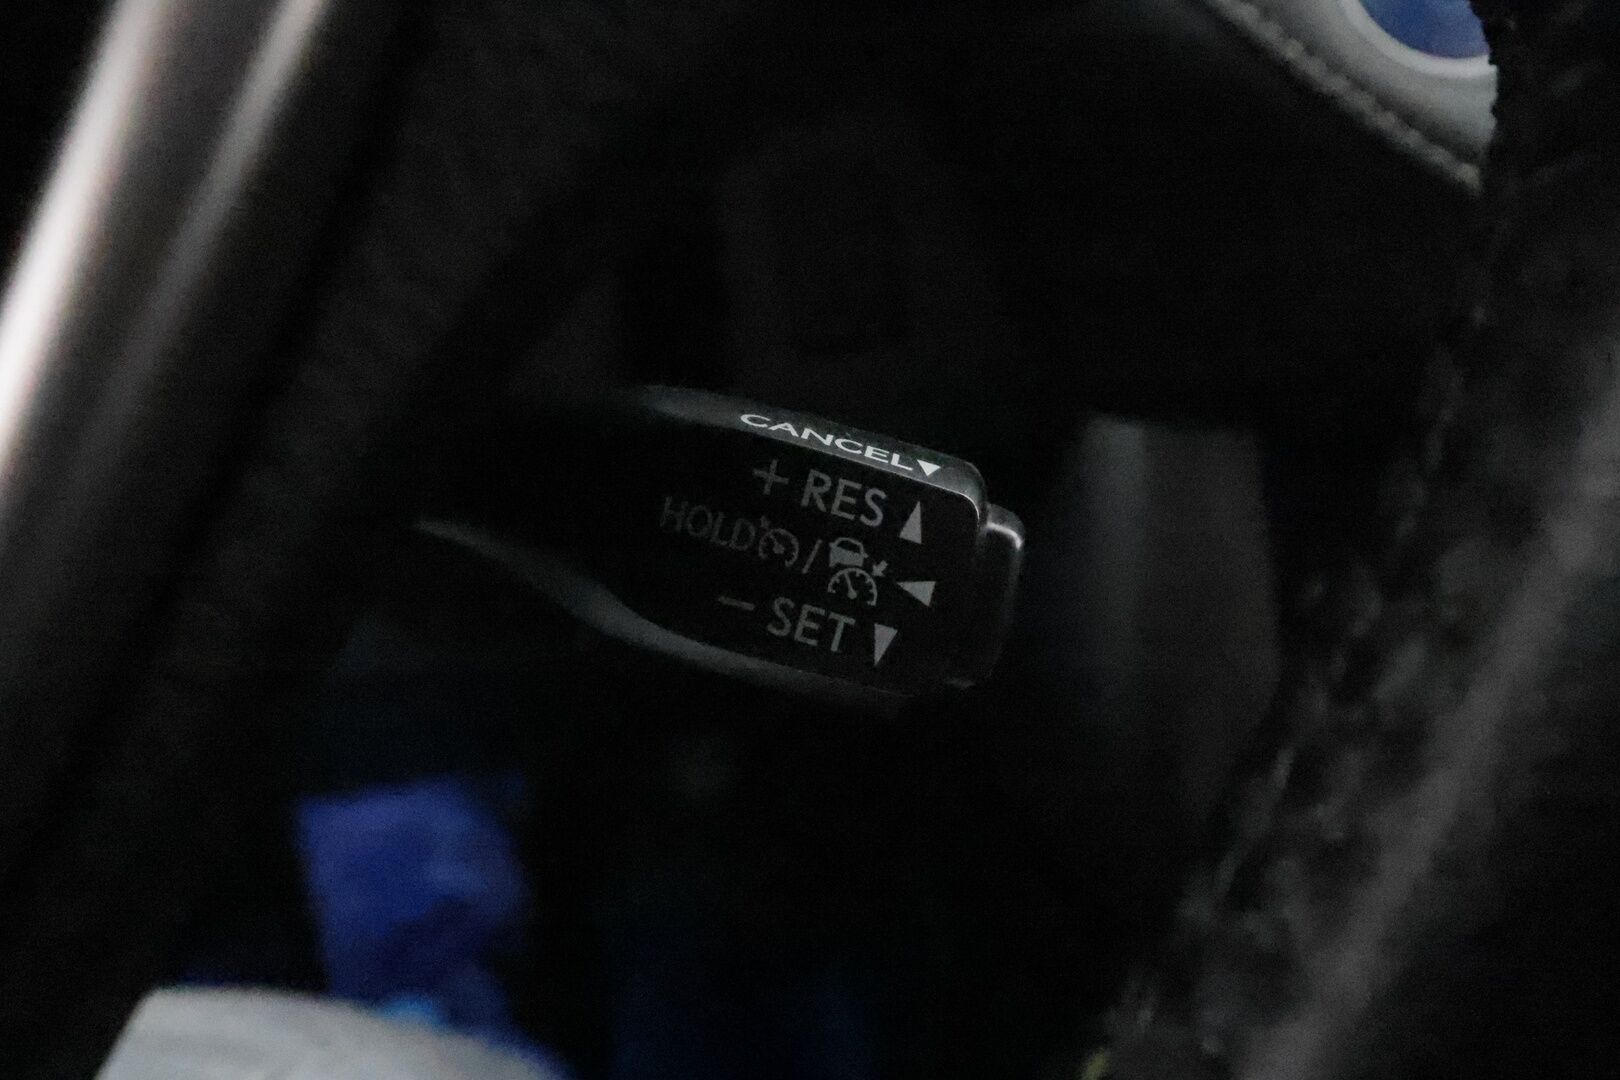 CANCEL▼
+ RES ▲
HOLD / ◀
− SET ▼